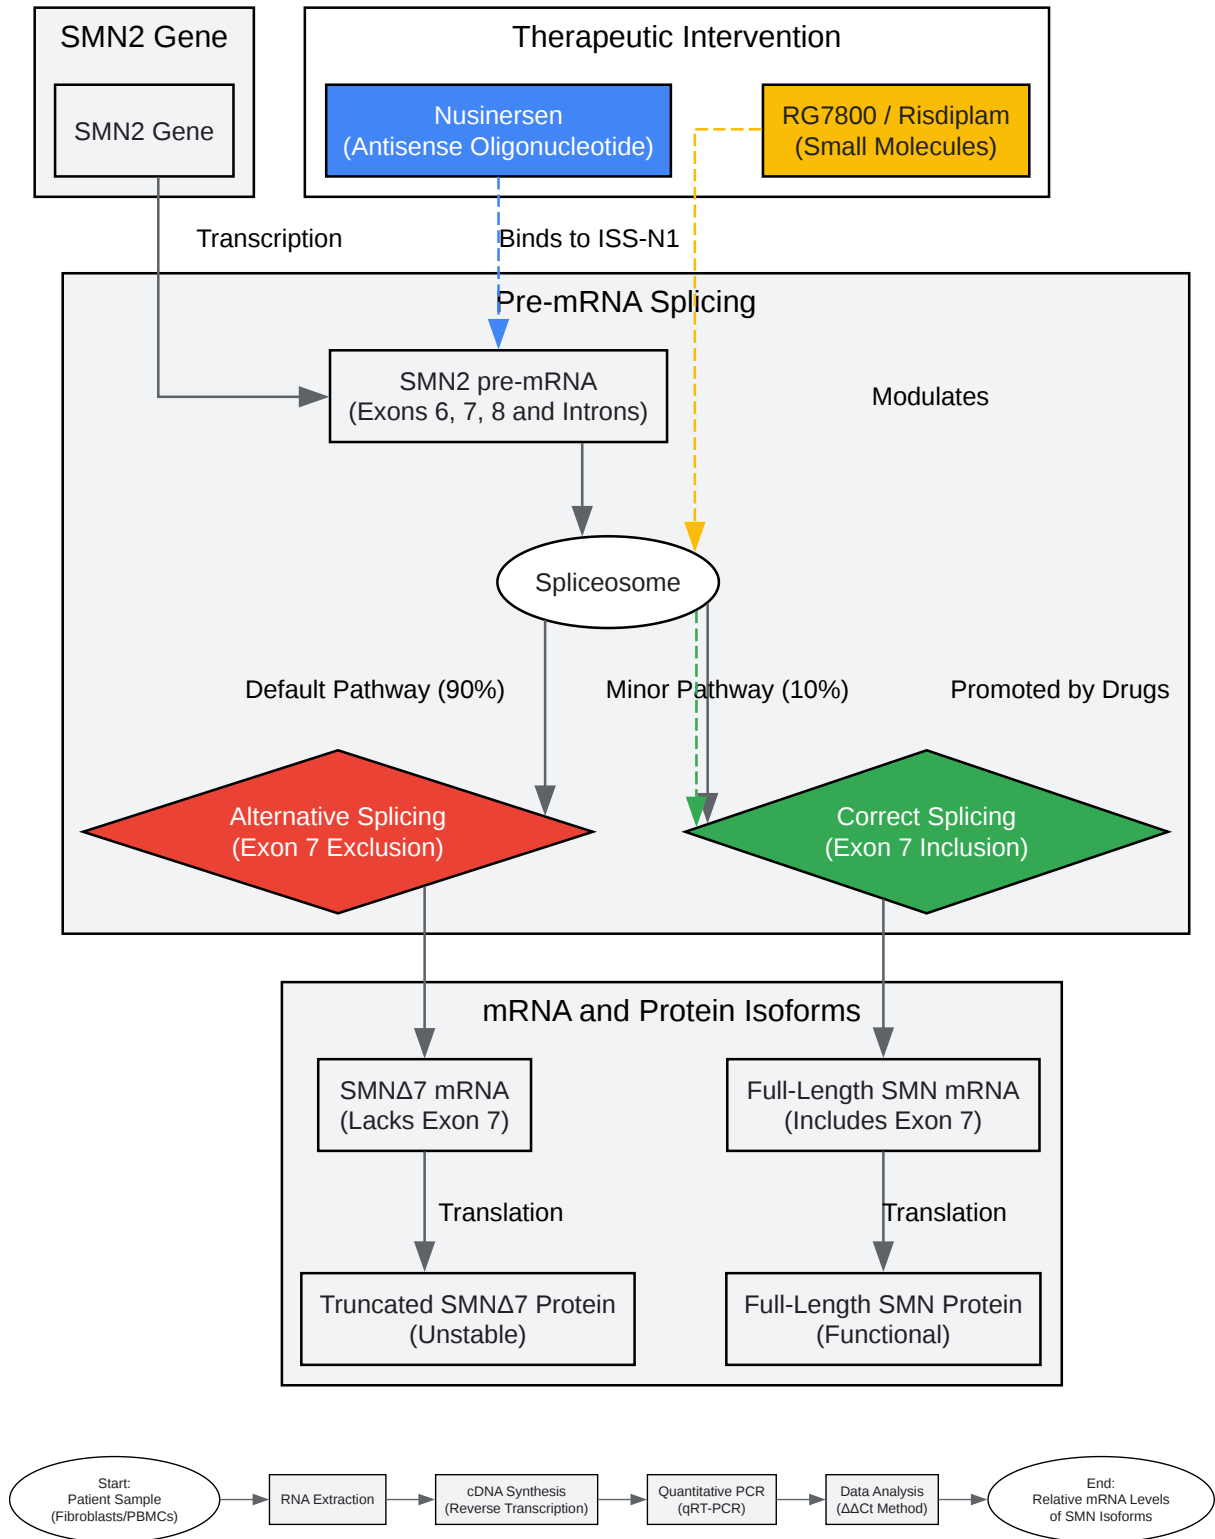 SMN2 Gene
Therapeutic Intervention
SMN2 Gene
Nusinersen
(Antisense Oligonucleotide)
RG7800 / Risdiplam
(Small Molecules)
Transcription
Binds to ISS-N1
Pre-mRNA Splicing
SMN2 pre-mRNA
(Exons 6, 7, 8 and Introns)
Modulates
Spliceosome
Default Pathway (90%)
Minor Pathway (10%)
Promoted by Drugs
Alternative Splicing
(Exon 7 Exclusion)
Correct Splicing
(Exon 7 Inclusion)
mRNA and Protein Isoforms
SMNΔ7 mRNA
(Lacks Exon 7)
Full-Length SMN mRNA
(Includes Exon 7)
Translation
Translation
Truncated SMNΔ7 Protein
(Unstable)
Full-Length SMN Protein
(Functional)
Start:
Patient Sample
(Fibroblasts/PBMCs)
RNA Extraction
cDNA Synthesis
(Reverse Transcription)
Quantitative PCR
(qRT-PCR)
Data Analysis
(ΔΔCt Method)
End:
Relative mRNA Levels
of SMN Isoforms